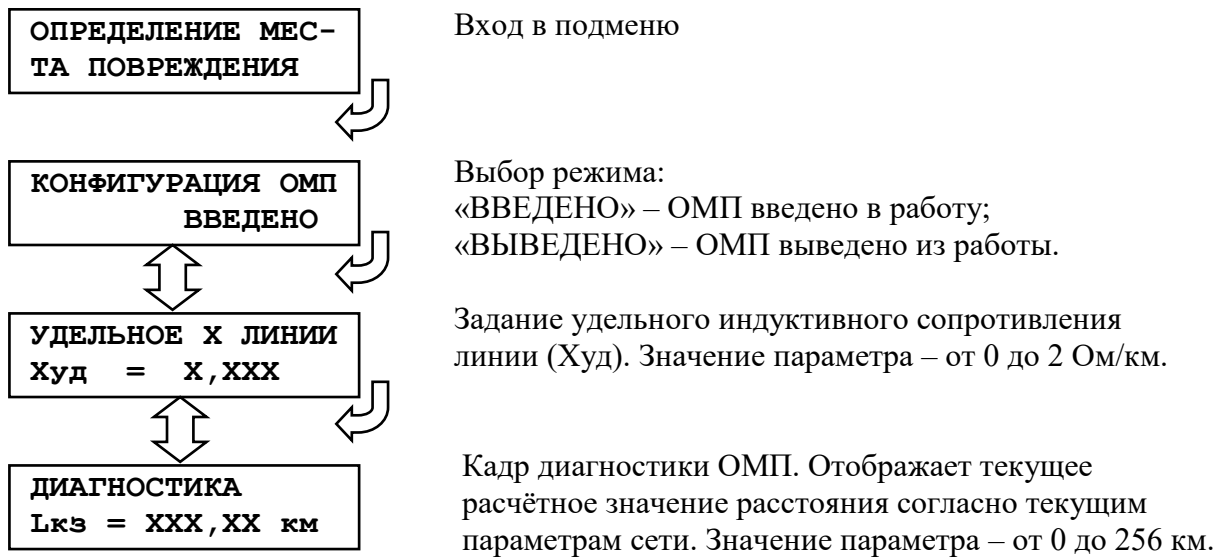 ОПРЕДЕЛЕНИЕ МЕС-
ТА ПОВРЕЖДЕНИЯ
Вход в подменю
КОНФИГУРАЦИЯ ОМП
ВВЕДЕНО
Выбор режима:
«ВВЕДЕНО» – ОМП введено в работу;
«ВЫВЕДЕНО» – ОМП выведено из работы.
УДЕЛЬНОЕ Х ЛИНИИ
Худ = Х,ХХХ
Задание удельного индуктивного сопротивления
линии (Худ). Значение параметра – от 0 до 2 Ом/км.
ДИАГНОСТИКА
Lкз = ХХХ,ХХ км
Кадр диагностики ОМП. Отображает текущее
расчётное значение расстояния согласно текущим
параметрам сети. Значение параметра – от 0 до 256 км.